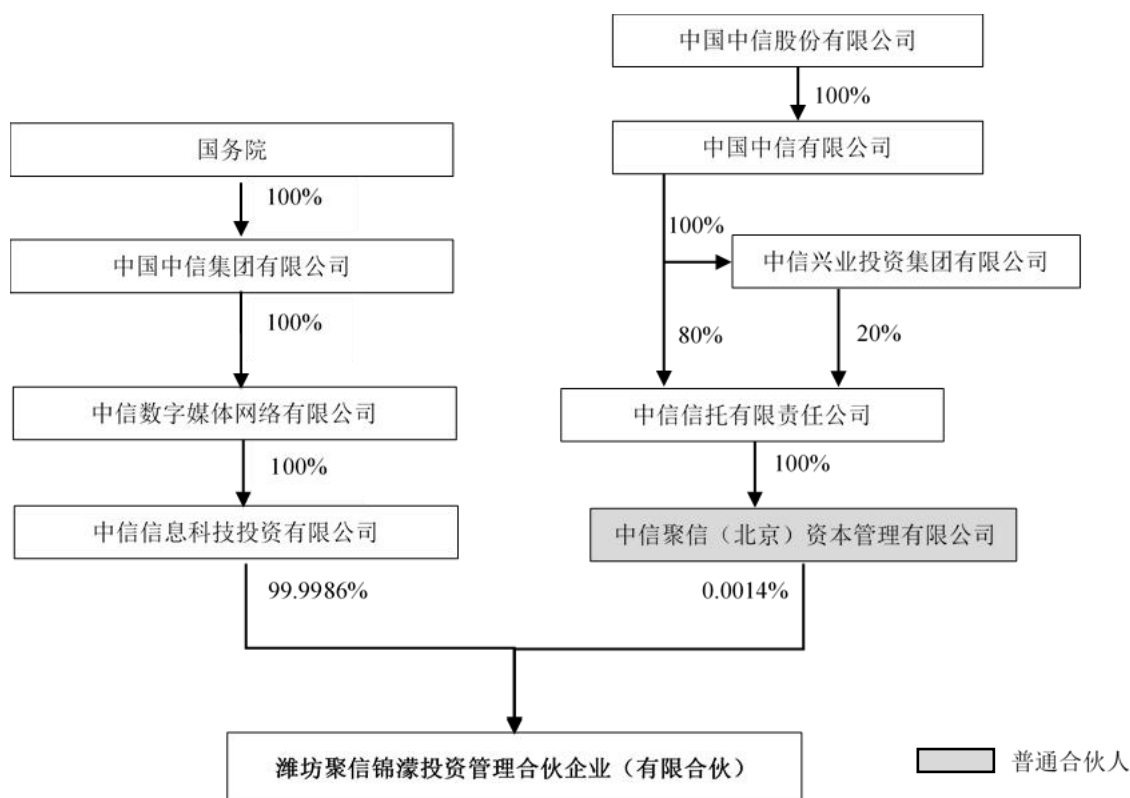 中国中信股份有限公司
100%
国务院
中国中信有限公司
100%
100%
中国中信集团有限公司
中信兴业投资集团有限公司
100%
80%
20%
中信数字媒体网络有限公司
中信信托有限责任公司
100%
100%
中信信息科技投资有限公司
中信聚信（北京）资本管理有限公司
99.9986%
0.0014%
潍坊聚信锦濛投资管理合伙企业（有限合伙）
普通合伙人